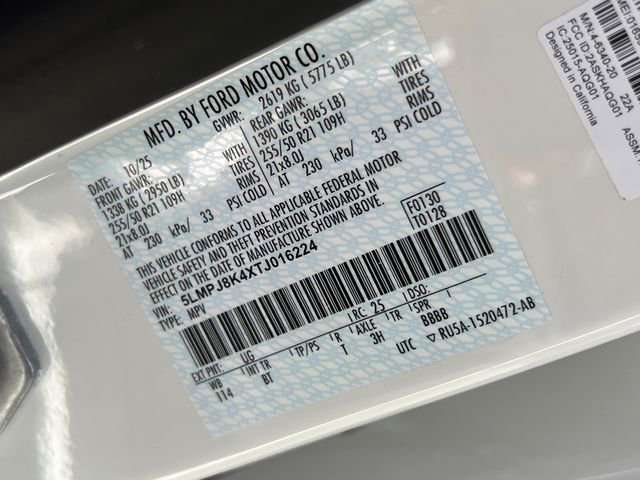 MFD. BY FORD MOTOR CO.
DATE: 10/25 GVWR: 2619 KG ( 5775 LB)
FRONT GAWR: REAR GAWR:
1338 KG ( 2950 LB) WITH 1390 KG ( 3065 LB) WITH
255/50 R21 109H TIRES 255/50 R21 109H TIRES
21x8.0J RIMS 21x8.0J RIMS
AT 230 kPa/ 33 PSI COLD AT 230 kPa/ 33 PSI COLD
THIS VEHICLE CONFORMS TO ALL APPLICABLE FEDERAL MOTOR
VEHICLE SAFETY AND THEFT PREVENTION STANDARDS IN
EFFECT ON THE DATE OF MANUFACTURE SHOWN ABOVE.
VIN: 5LMPJ8K4XTJ016224
TYPE: MPV
F0130
T0128
EXT PNT: UG RC: 25 DSO:
WB INT TR TP/PS R AXLE TR SPR
114 BT T 3H BBBB
UTC ▽ RU5A-1520472-AB
M/N:A-6340-20 22A
FCC ID:2ASKHAQG01
IC:25015-AQG01
Designed in California
ASSM